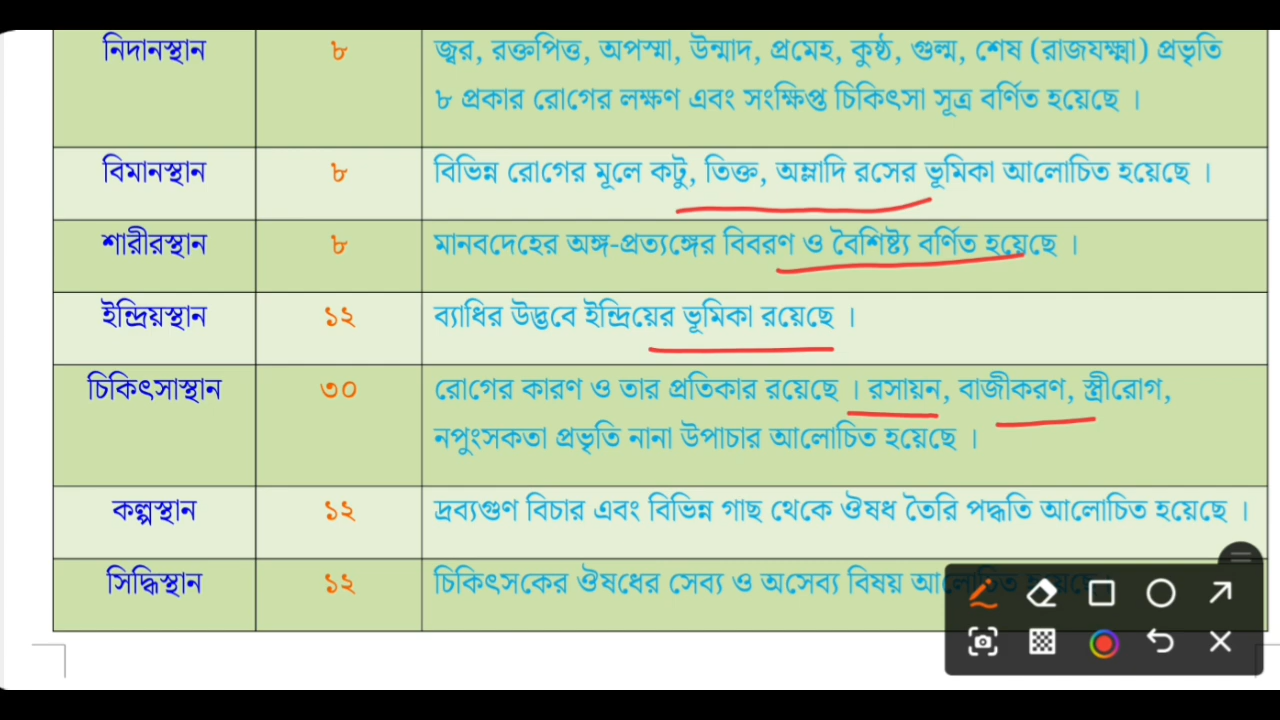 নিদানস্থান ৮ জ্বর, রক্তপিত্ত, অপস্মা, উন্মাদ, প্রমেহ, কুষ্ঠ, গুল্ম, শেষ (রাজযক্ষ্মা) প্রভৃতি
৮ প্রকার রোগের লক্ষণ এবং সংক্ষিপ্ত চিকিৎসা সূত্র বর্ণিত হয়েছে ।
বিমানস্থান ৮ বিভিন্ন রোগের মূলে কটু, তিক্ত, অম্লাদি রসের ভূমিকা আলোচিত হয়েছে ।
শারীরস্থান ৮ মানবদেহের অঙ্গ-প্রত্যঙ্গের বিবরণ ও বৈশিষ্ট্য বর্ণিত হয়েছে ।
ইন্দ্রিয়স্থান ১২ ব্যাধির উদ্ভবে ইন্দ্রিয়ের ভূমিকা রয়েছে ।
চিকিৎসাস্থান ৩০ রোগের কারণ ও তার প্রতিকার রয়েছে । রসায়ন, বাজীকরণ, স্ত্রীরোগ,
নপুংসকতা প্রভৃতি নানা উপাচার আলোচিত হয়েছে ।
কল্পস্থান ১২ দ্রব্যগুণ বিচার এবং বিভিন্ন গাছ থেকে ঔষধ তৈরি পদ্ধতি আলোচিত হয়েছে ।
সিদ্ধিস্থান ১২ চিকিৎসকের ঔষধের সেব্য ও অসেব্য বিষয় আলোচিত হয়েছে ।